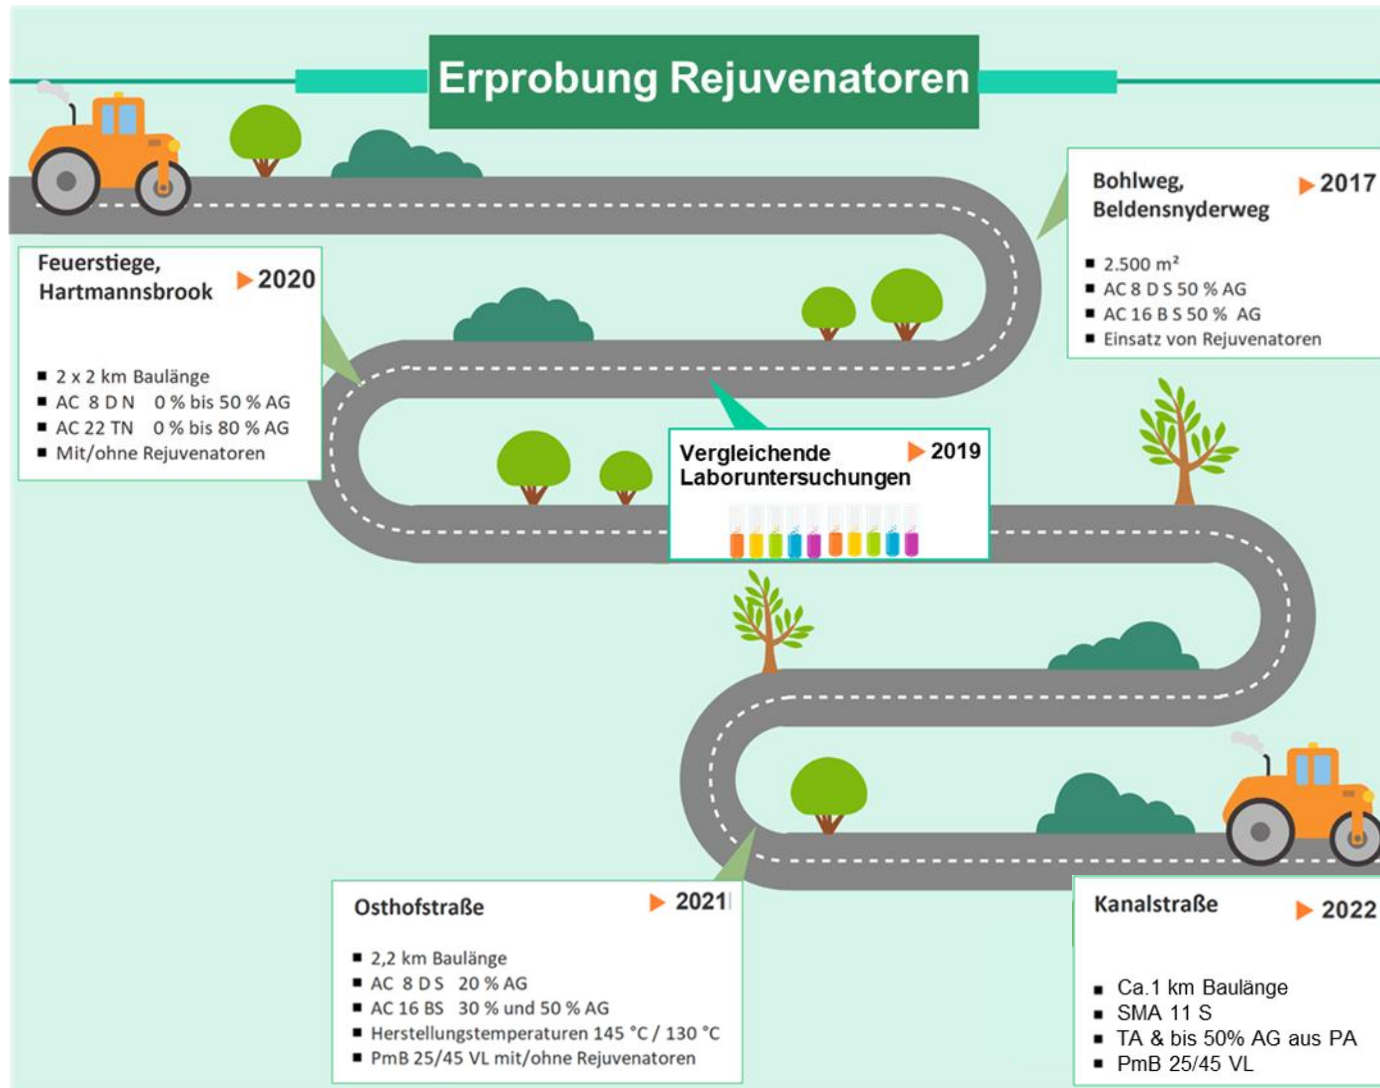 Erprobung Rejuvenatoren
Bohlweg,
Beldensnyderweg
▶ 2017
■ 2.500 m²
■ AC 8 D S 50 % AG
■ AC 16 B S 50 % AG
■ Einsatz von Rejuvenatoren
Vergleichende
Laboruntersuchungen
▶ 2019
Feuerstiege,
Hartmannsbrook
▶ 2020
■ 2 x 2 km Baulänge
■ AC 8 D N 0 % bis 50 % AG
■ AC 22 TN 0 % bis 80 % AG
■ Mit/ohne Rejuvenatoren
Osthofstraße
▶ 2021
■ 2,2 km Baulänge
■ AC 8 D S 20 % AG
■ AC 16 BS 30 % und 50 % AG
■ Herstellungstemperaturen 145 °C / 130 °C
■ PmB 25/45 VL mit/ohne Rejuvenatoren
Kanalstraße
▶ 2022
■ Ca.1 km Baulänge
■ SMA 11 S
■ TA & bis 50% AG aus PA
■ PmB 25/45 VL